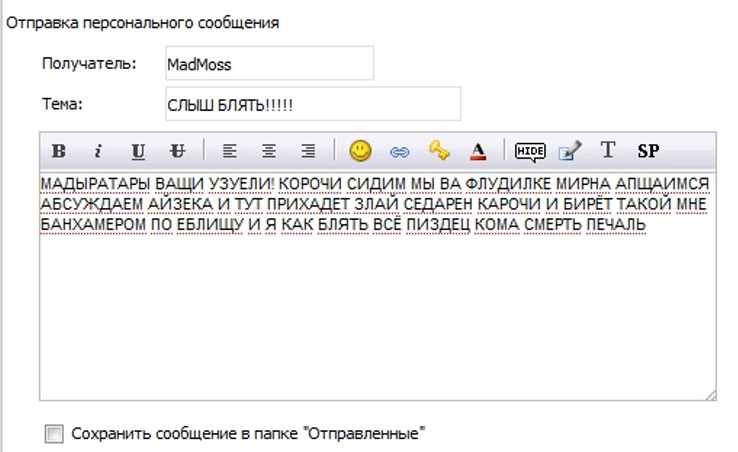 Отправка персонального сообщения
Получатель: MadMoss
Тема: СЛЫШ БЛЯТЬ!!!!!
B i U U A HIDE T SP
МАДЫРАТАРЫ ВАЩИ УЗУЕЛИ! КОРОЧИ СИДИМ МЫ ВА ФЛУДИЛКЕ МИРНА АПЩАИМСЯ
АБСУЖДАЕМ АЙЗЕКА И ТУТ ПРИХАДЕТ ЗЛАЙ СЕДАРЕН КАРОЧИ И БИРЁТ ТАКОЙ МНЕ
БАНХАМЕРОМ ПО ЕБЛИЩУ И Я КАК БЛЯТЬ ВСЁ ПИЗДЕЦ КОМА СМЕРТЬ ПЕЧАЛЬ
Сохранить сообщение в папке "Отправленные"